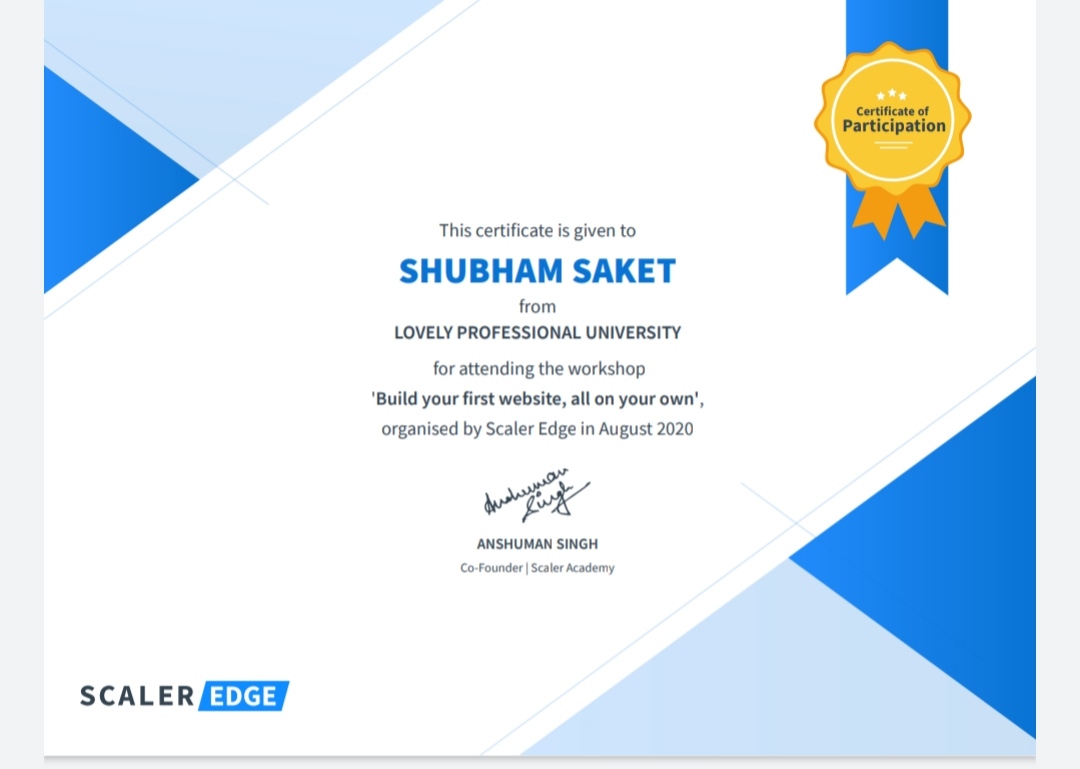 Certificate of
Participation
This certificate is given to
SHUBHAM SAKET
from
LOVELY PROFESSIONAL UNIVERSITY
for attending the workshop
'Build your first website, all on your own',
organised by Scaler Edge in August 2020
Anshuman
Singh
ANSHUMAN SINGH
Co-Founder | Scaler Academy
SCALER EDGE